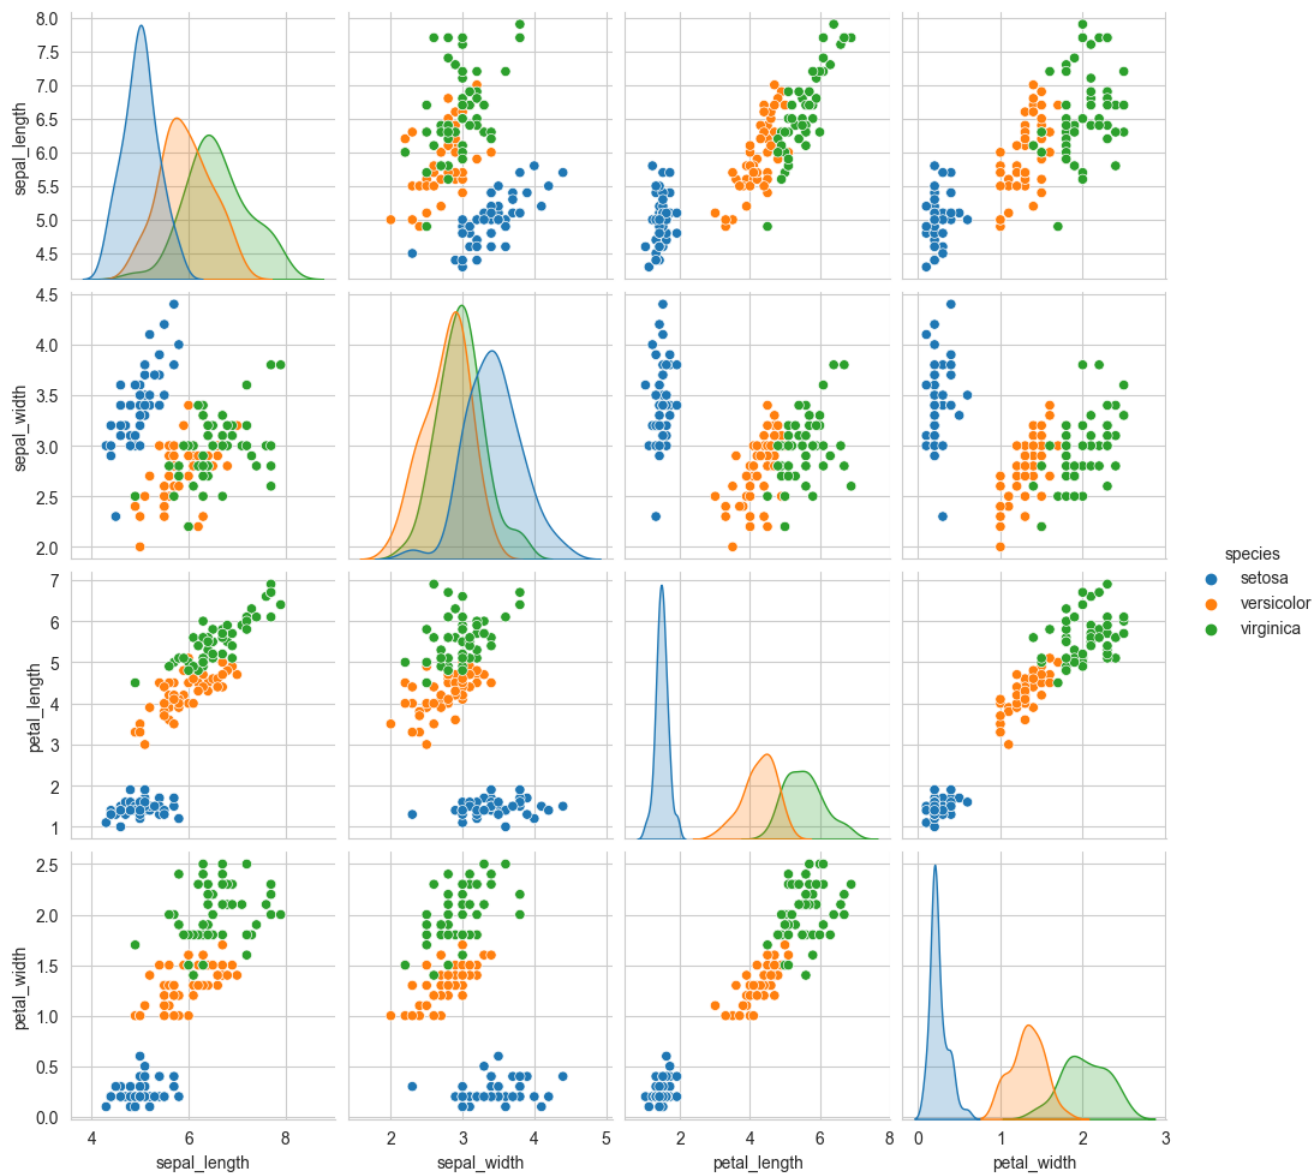 8.0
7.5
7.0
6.5
6.0
5.5
5.0
4.5
sepal_length
4.5
4.0
3.5
3.0
2.5
2.0
sepal_width
species
setosa
versicolor
virginica
7
6
5
4
3
2
1
petal_length
2.5
2.0
1.5
1.0
0.5
0.0
petal_width
4 6 8
sepal_length
2 3 4 5
sepal_width
2 4 6 8
petal_length
0 1 2 3
petal_width